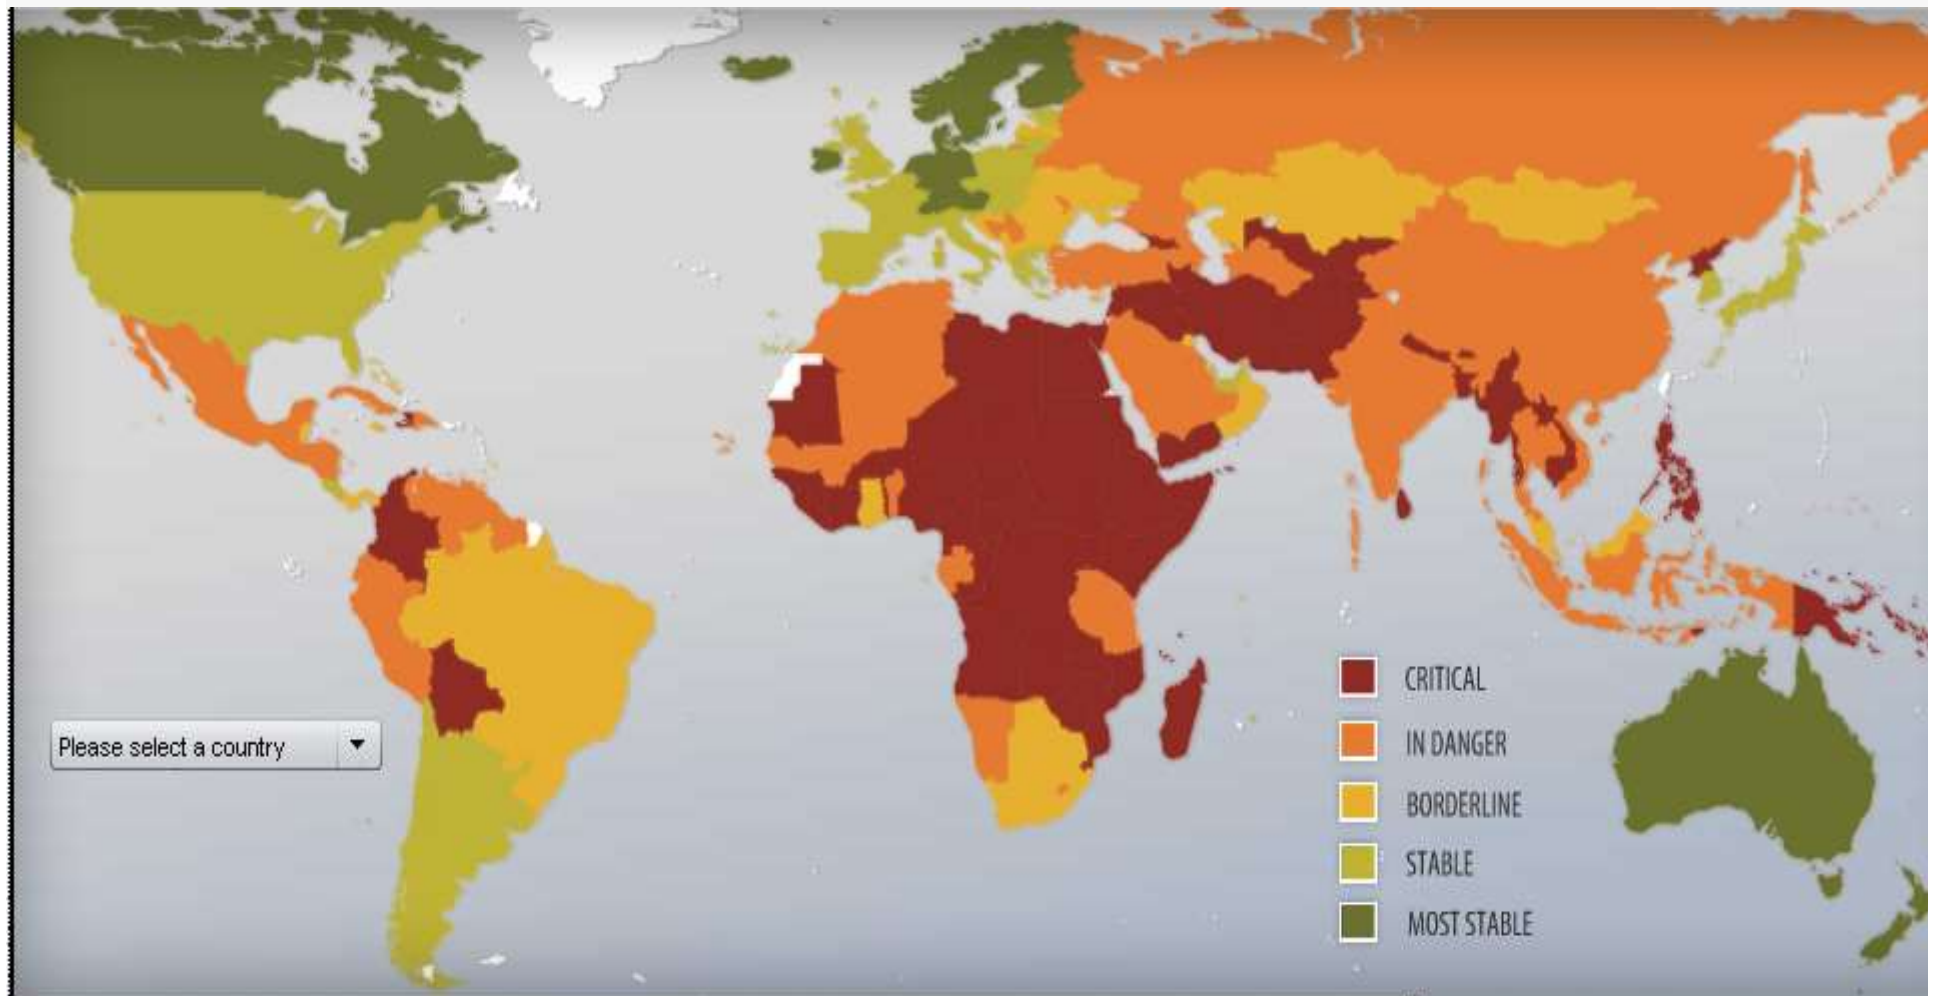 Please select a country
CRITICAL
IN DANGER
BORDERLINE
STABLE
MOST STABLE